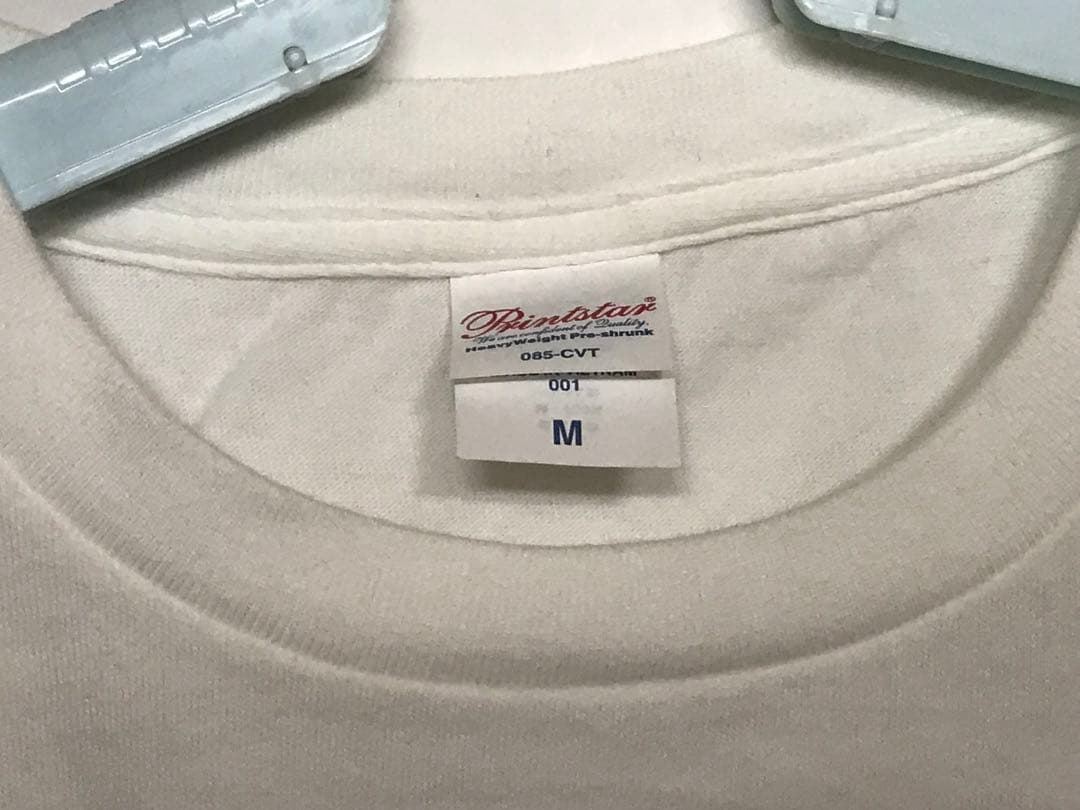 Printstar®
We are confident of Quality.
HeavyWeight Pre-shrunk
085-CVT
001
M